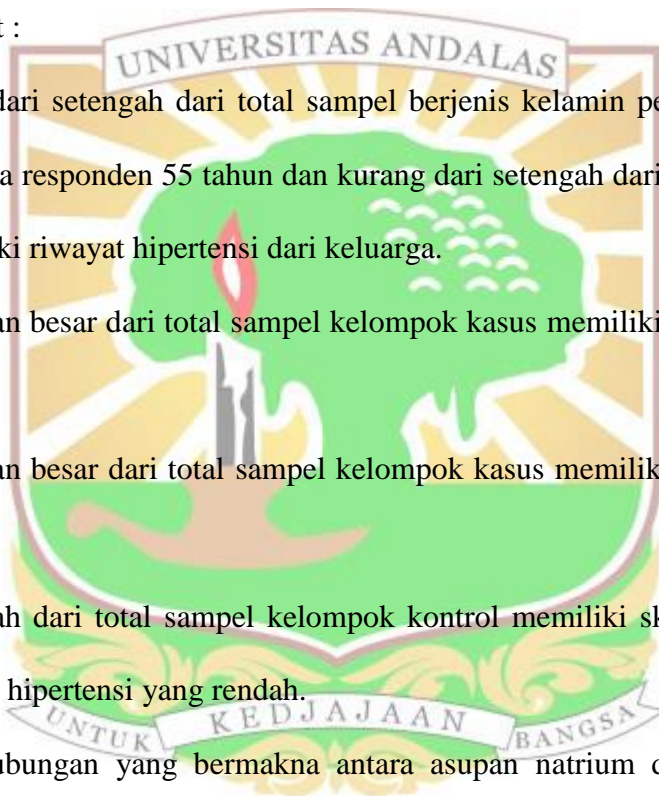 t :
UNIVERSITAS ANDALAS
dari setengah dari total sampel berjenis kelamin pe
a responden 55 tahun dan kurang dari setengah dari
ki riwayat hipertensi dari keluarga.
an besar dari total sampel kelompok kasus memiliki
an besar dari total sampel kelompok kasus memilik
ah dari total sampel kelompok kontrol memiliki sk
hipertensi yang rendah.
UNTUK KEDJAJAAN BANGSA
ubungan yang bermakna antara asupan natrium d